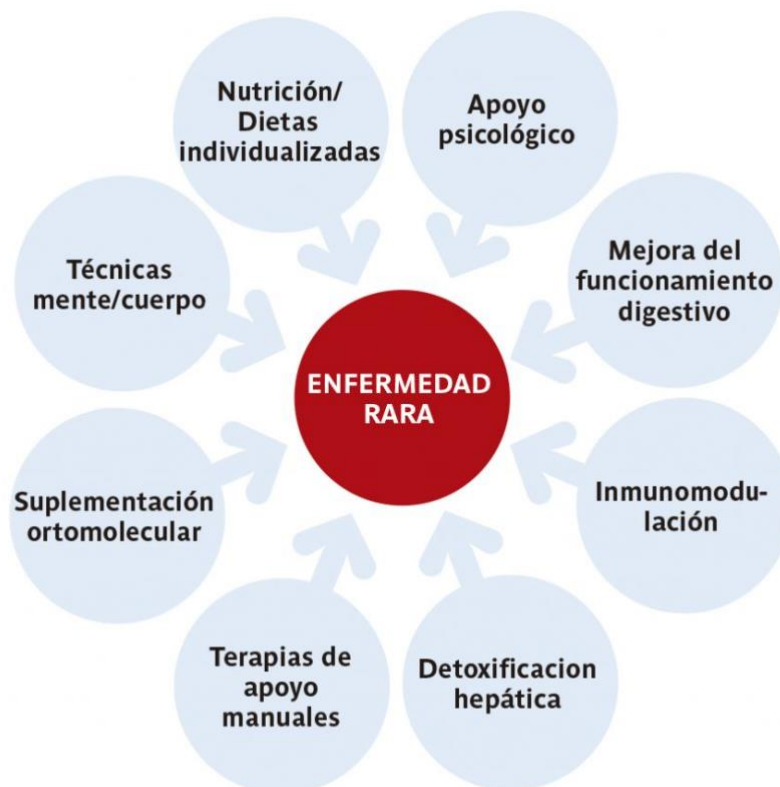 Nutrición/
Dietas
individualizadas
Apoyo
psicológico
Mejora del
funcionamiento
digestivo
Técnicas
mente/cuerpo
ENFERMEDAD
RARA
Suplementación
ortomolecular
Inmunomodu-
lación
Terapias de
apoyo
manuales
Detoxificacion
hepática